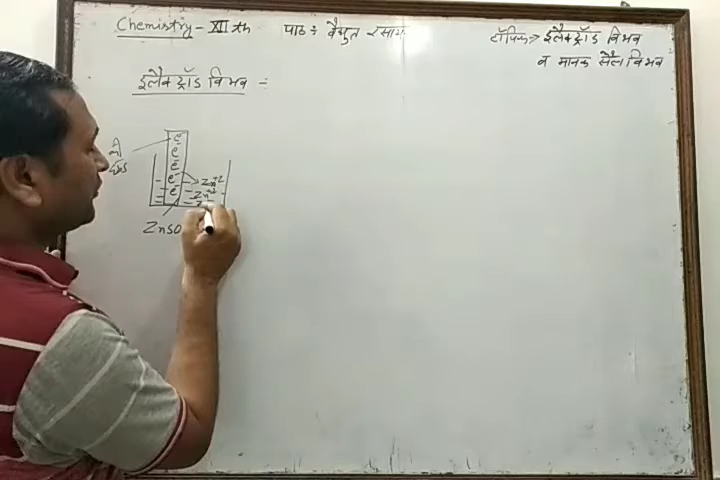 Chemistry - XII th
पाठ ÷ वैधुत रसाय
टॉपिक ⇒ इलैक्ट्रॉड विभव
व मानक सैल विभव
इलैक्ट्रॉड विभव ÷
e⁻
e⁻
e⁻
e⁻
e⁻
Zn⁺²
Zn⁺²
ZnSO